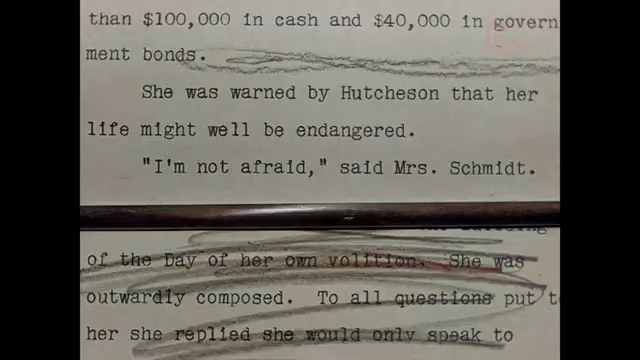 than $100,000 in cash and $40,000 in govern
ment bonds.
She was warned by Hutcheson that her
life might well be endangered.
"I'm not afraid," said Mrs. Schmidt.
of the Day of her own volition. She was
outwardly composed. To all questions put t
her she replied she would only speak to